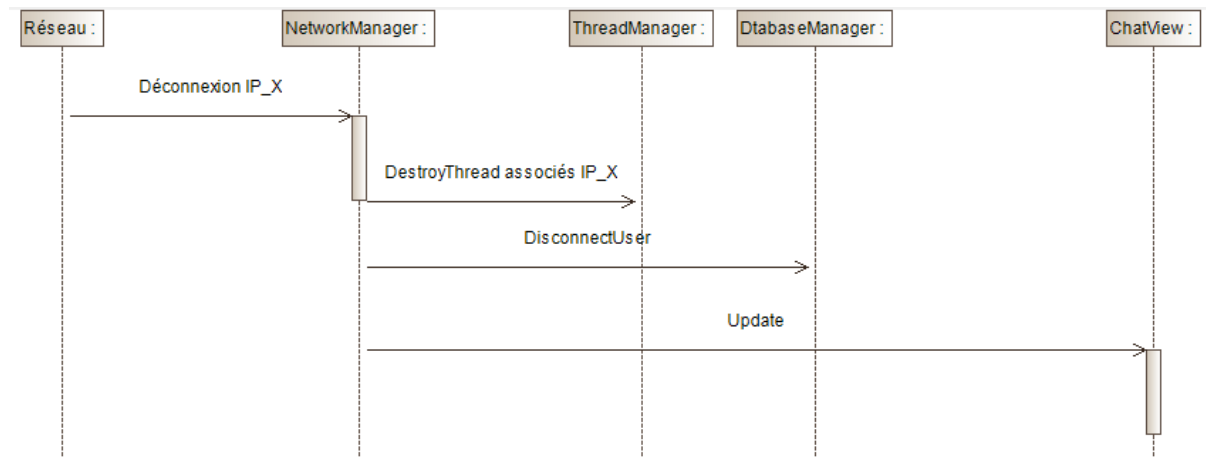 Réseau :
NetworkManager :
ThreadManager :
DtabaseManager :
ChatView :
Déconnexion IP_X
DestroyThread associés IP_X
DisconnectUser
Update